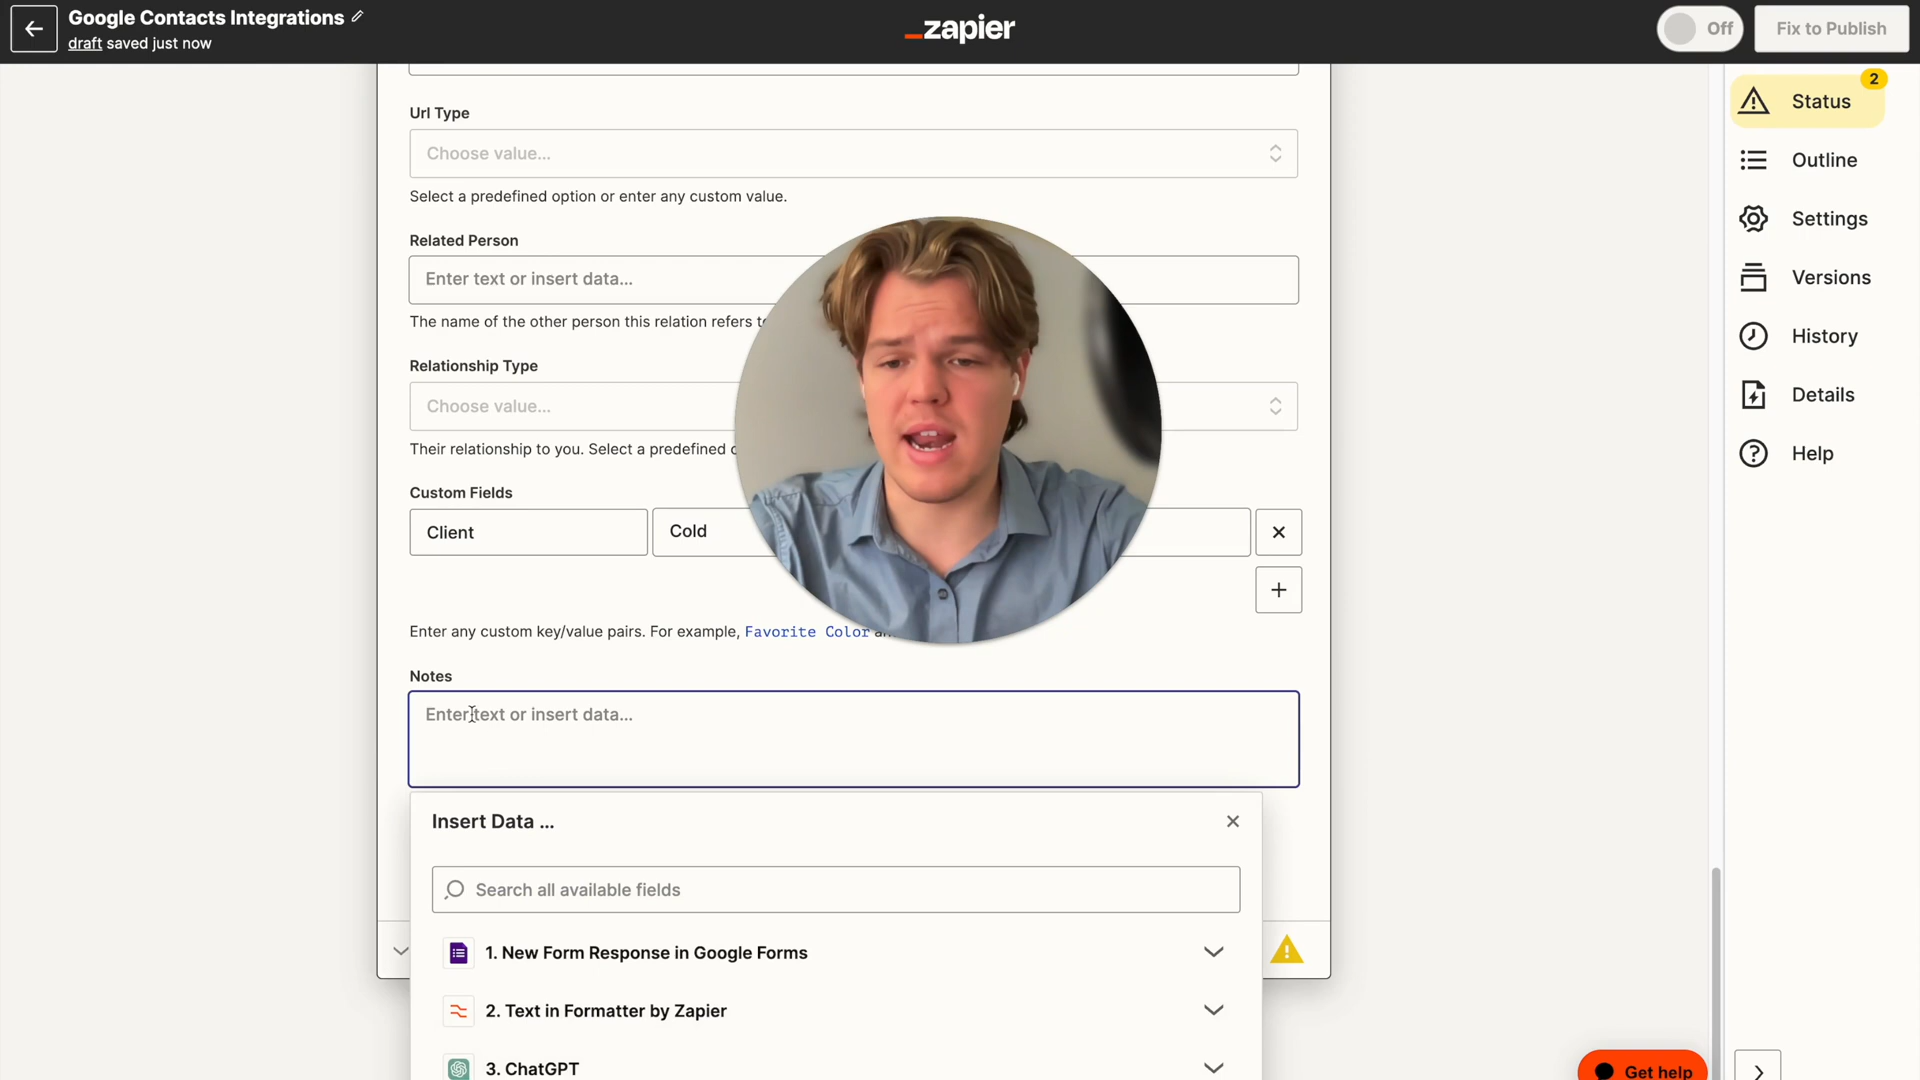 Google Contacts Integrations
draft saved just now
zapier
Off
Fix to Publish
2
Status
Outline
Settings
Versions
History
Details
Help
Url Type
Choose value...
Select a predefined option or enter any custom value.
Related Person
Enter text or insert data...
The name of the other person this relation refers
Relationship Type
Choose value...
Their relationship to you. Select a predefined
Custom Fields
Client
Cold
Enter any custom key/value pairs. For example, Favorite Color
Notes
Enter text or insert data...
Insert Data ...
Search all available fields
1. New Form Response in Google Forms
2. Text in Formatter by Zapier
3. ChatGPT
Get help